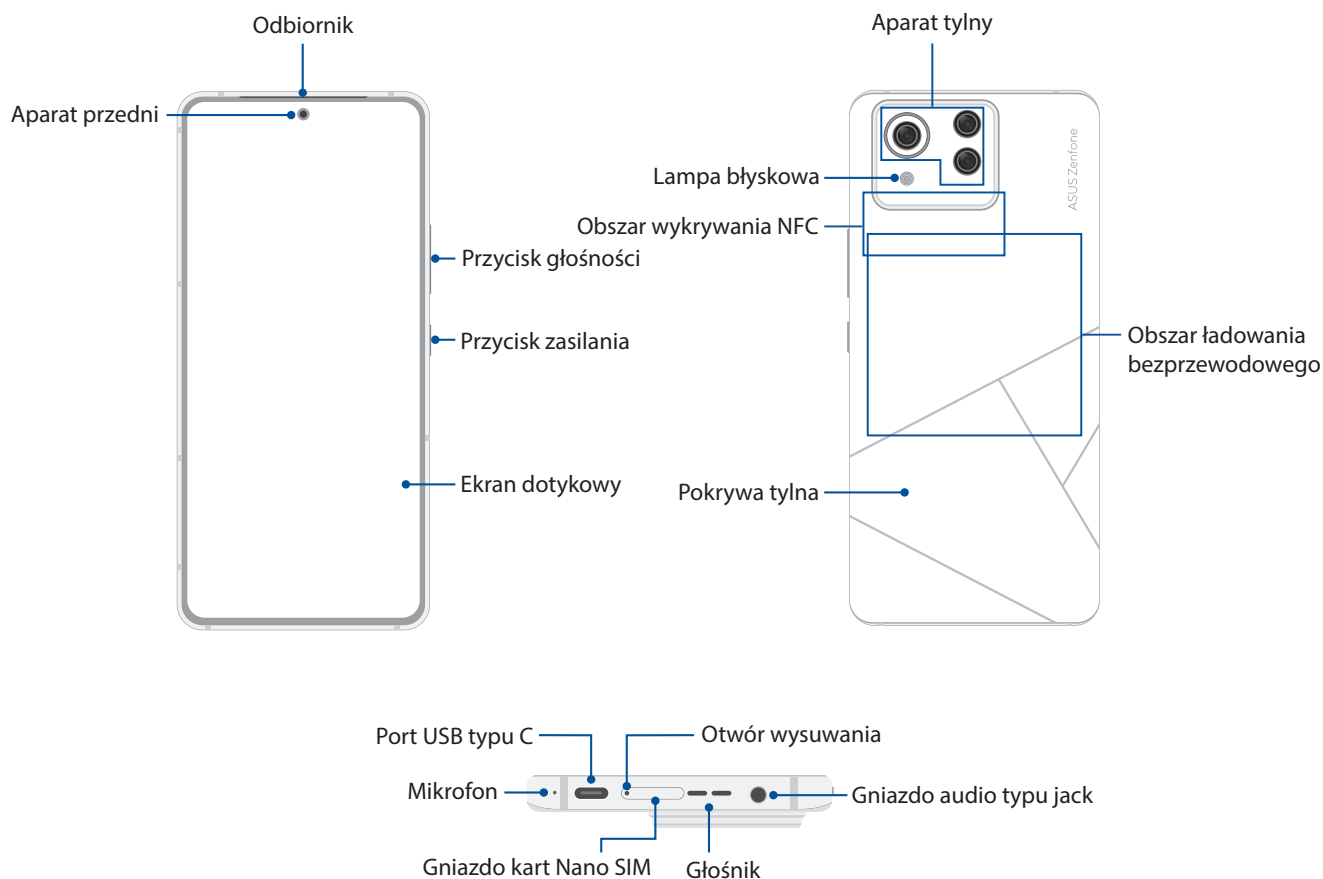 Odbiornik
Aparat przedni
Przycisk głośności
Przycisk zasilania
Ekran dotykowy
Aparat tylny
Lampa błyskowa
Obszar wykrywania NFC
ASUS Zenfone
Obszar ładowania
bezprzewodowego
Pokrywa tylna
Port USB typu C
Otwór wysuwania
Mikrofon
Gniazdo audio typu jack
Gniazdo kart Nano SIM
Głośnik